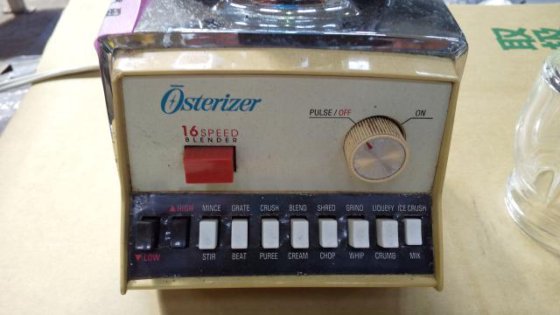 Osterizer
16 SPEED
BLENDER
PULSE / OFF
ON
▲ HIGH MINCE GRATE CRUSH BLEND SHRED GRIND LIQUEFY ICE CRUSH
▼ LOW STIR BEAT PUREE CREAM CHOP WHIP CRUMB MIX
取